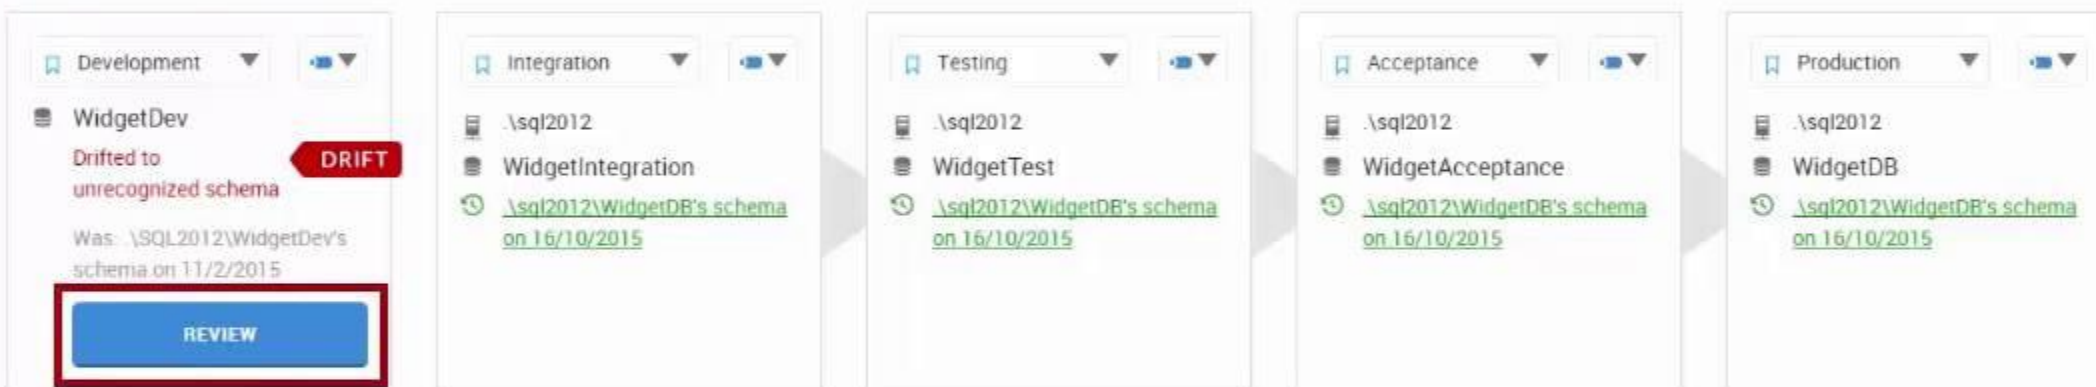 Development
WidgetDev
Drifted to
unrecognized schema
DRIFT
Was: .\SQL2012\WidgetDev's
schema on 11/2/2015
REVIEW
Integration
.\sql2012
WidgetIntegration
.\sql2012\WidgetDB's schema
on 16/10/2015
Testing
.\sql2012
WidgetTest
.\sql2012\WidgetDB's schema
on 16/10/2015
Acceptance
.\sql2012
WidgetAcceptance
.\sql2012\WidgetDB's schema
on 16/10/2015
Production
.\sql2012
WidgetDB
.\sql2012\WidgetDB's schema
on 16/10/2015